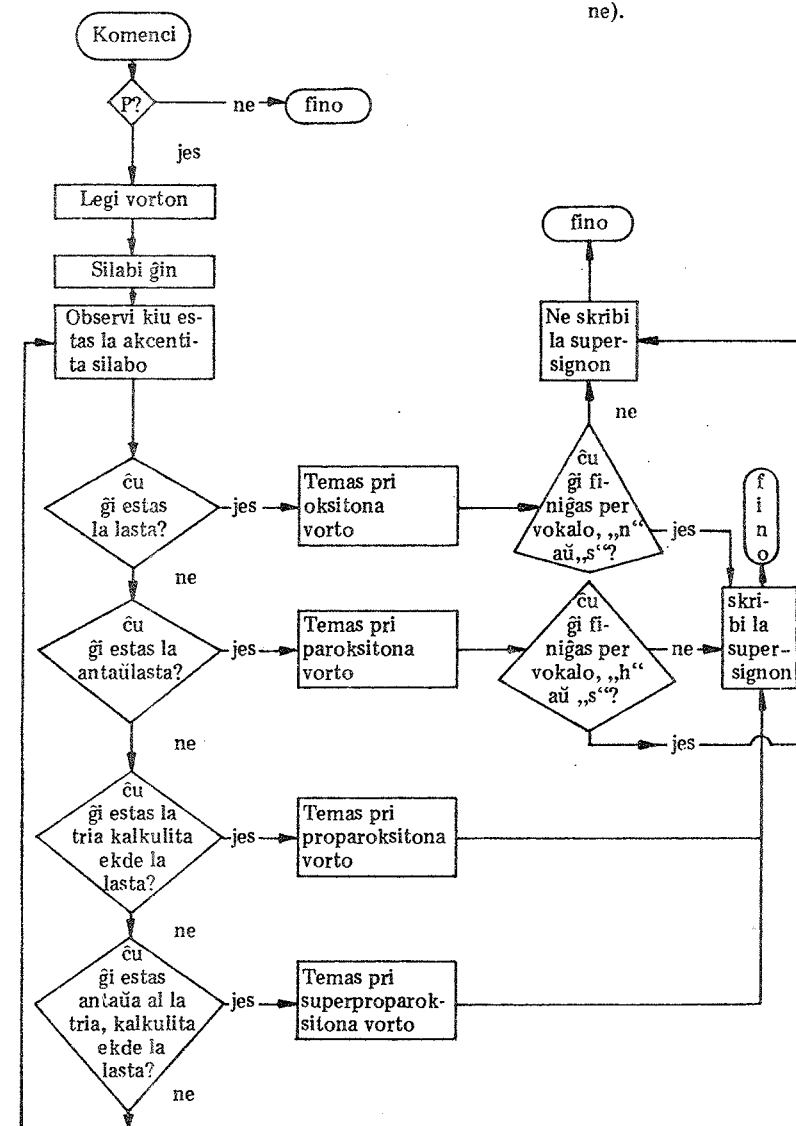 ne).
Komenci
P?
ne
fino
jes
Legi vorton
Silabi ĝin
Observi kiu es-
tas la akcenti-
ta silabo
ĉu
ĝi estas
la lasta?
jes
Temas pri
oksitona
vorto
ĉu
ĝi fi-
niĝas per
vokalo, „n“
aŭ „s“?
ne
Ne skribi
la super-
signon
fino
jes
skri-
bi la
super-
signon
f
i
n
o
ne
ĉu
ĝi estas la
antaŭlasta?
jes
Temas pri
paroksitona
vorto
ĉu
ĝi fi-
niĝas per
vokalo, „h“
aŭ „s“?
ne
jes
ne
ĉu
ĝi estas la
tria kalkulita
ekde la
lasta?
jes
Temas pri
proparoksitona
vorto
ne
ĉu
ĝi estas
antaŭa al la
tria, kalkulita
ekde la
lasta?
jes
Temas pri
superproparok-
sitona vorto
ne